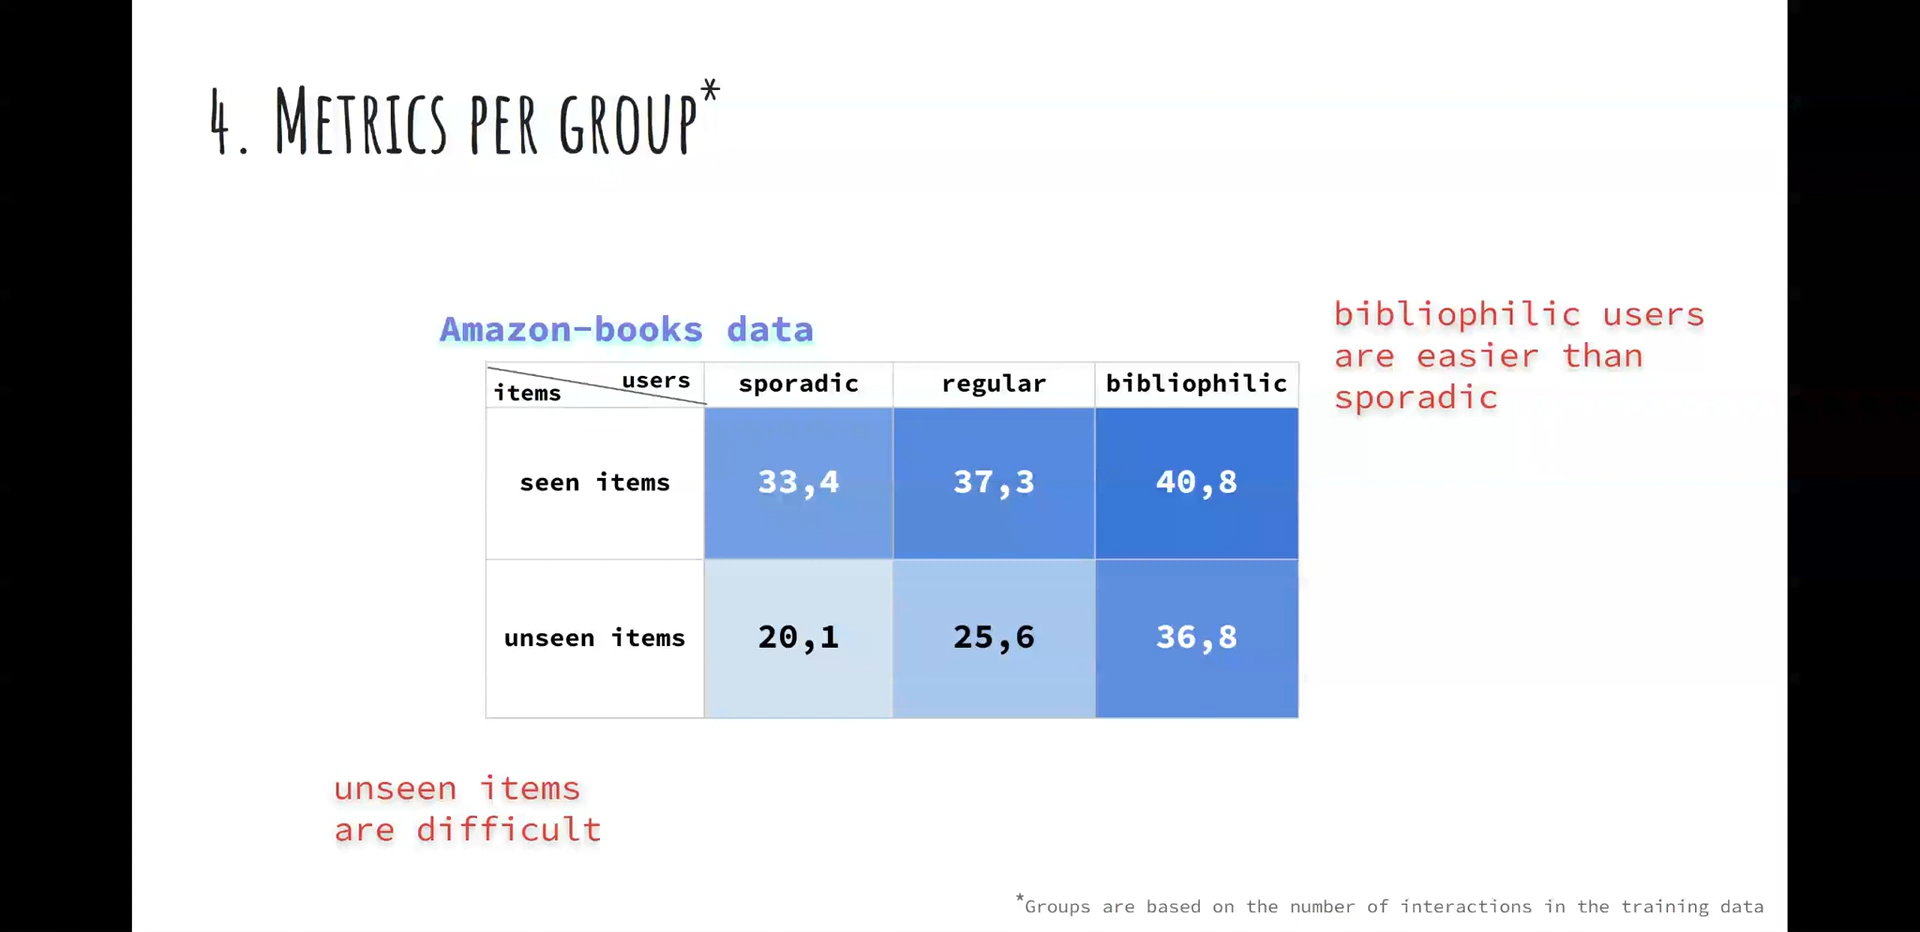 4. METRICS PER GROUP*
Amazon-books data
bibliophilic users
are easier than
sporadic
users
items
sporadic
regular
bibliophilic
seen items
33,4
37,3
40,8
unseen items
20,1
25,6
36,8
unseen items
are difficult
*Groups are based on the number of interactions in the training data